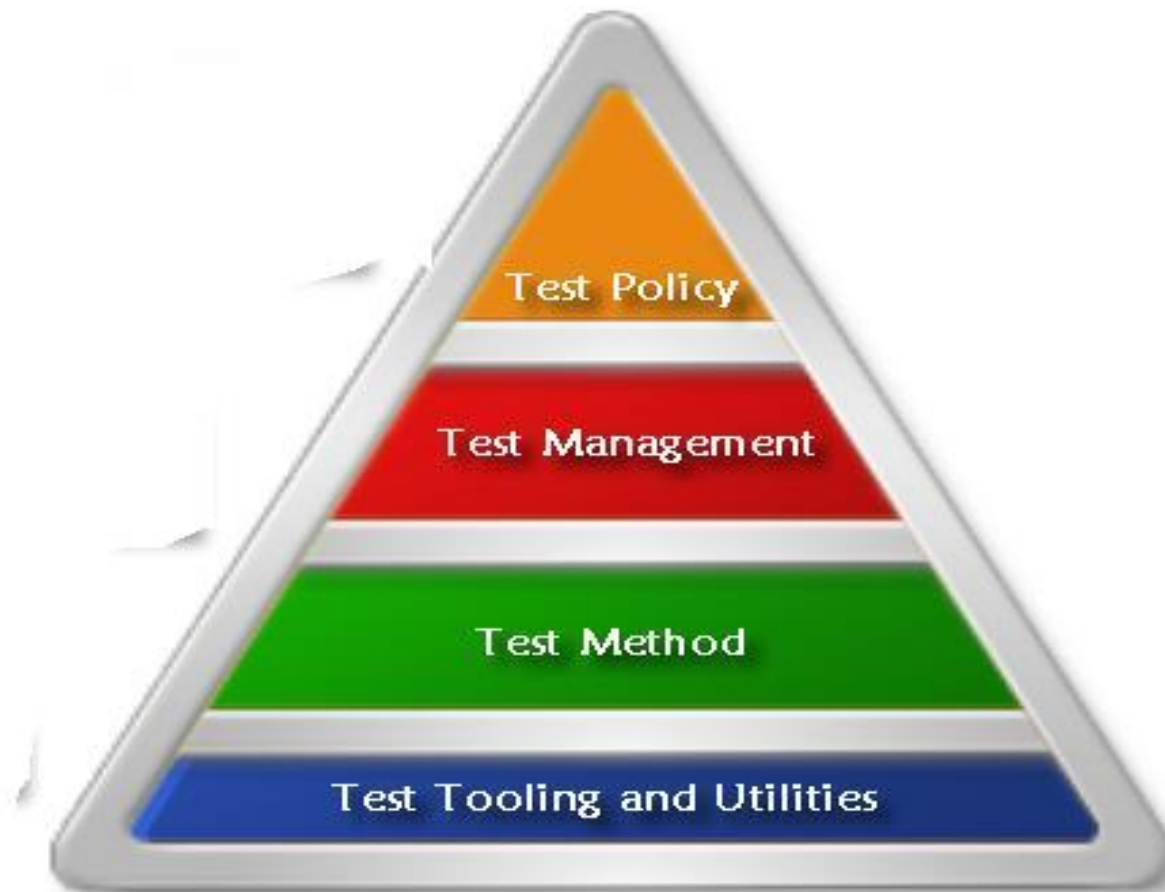 Test Policy
Test Management
Test Method
Test Tooling and Utilities